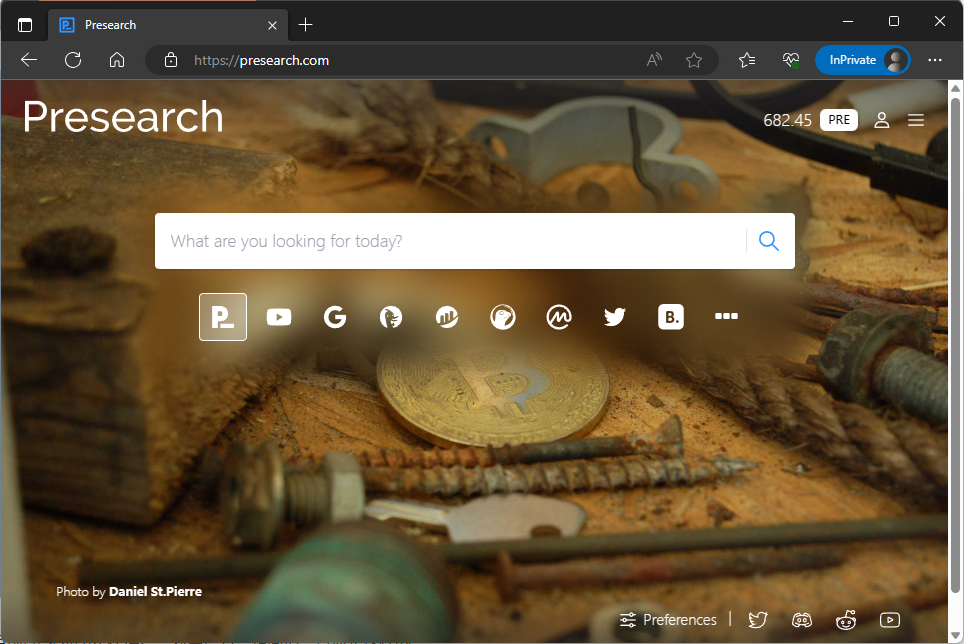 Presearch
https://presearch.com
InPrivate
Presearch
682.45 PRE
What are you looking for today?
B.
Photo by Daniel St.Pierre
Preferences